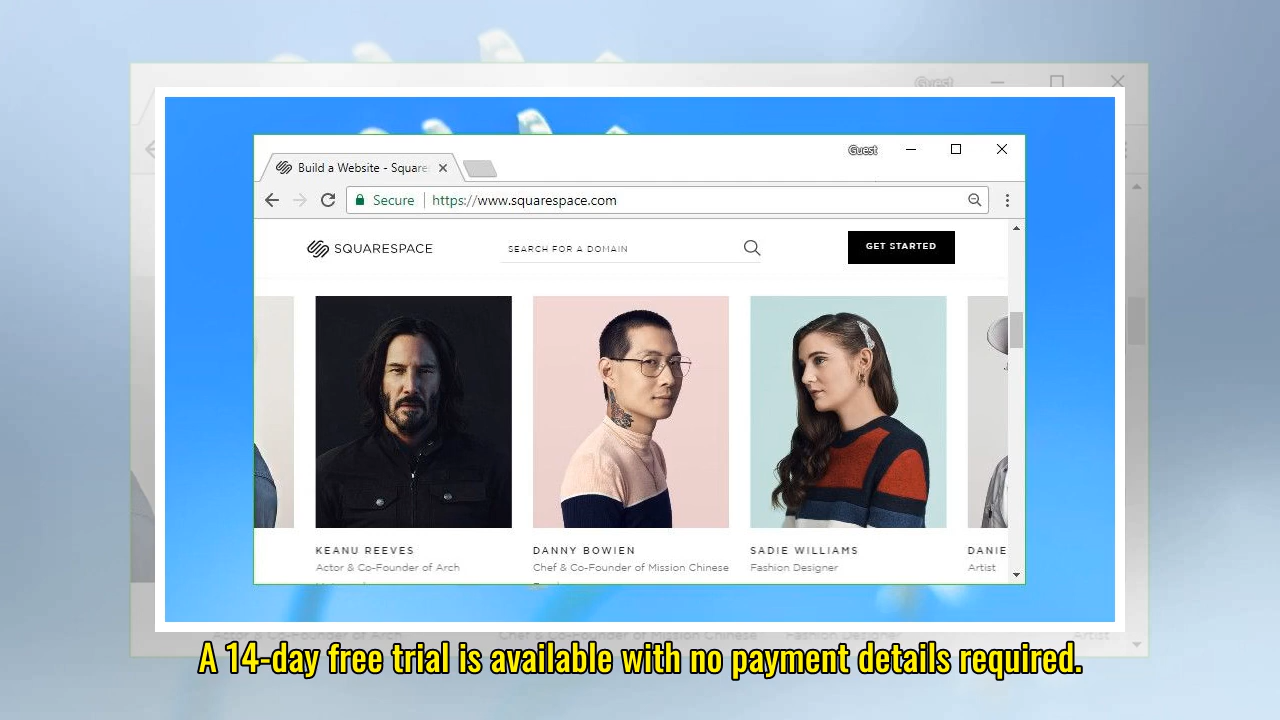 Guest
Guest
Build a Website - Square
Secure
https://www.squarespace.com
SQUARESPACE
SEARCH FOR A DOMAIN
GET STARTED
KEANU REEVES
Actor & Co-Founder of Arch
DANNY BOWIEN
Chef & Co-Founder of Mission Chinese
SADIE WILLIAMS
Fashion Designer
DANIE
Artist
A 14-day free trial is available with no payment details required.